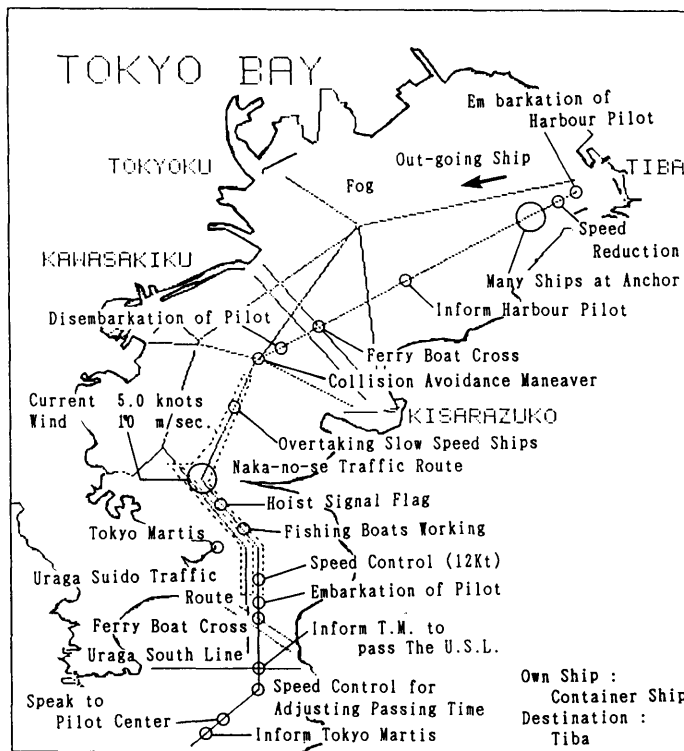 TOKYO BAY
Em barkation of
Harbour Pilot
TOKYOKU
Out-going Ship
TIBA
Fog
Speed
Reduction
KAWASAKIKU
Many Ships at Anchor
Inform Harbour Pilot
Disembarkation of Pilot
Ferry Boat Cross
Collision Avoidance Maneaver
Current 5.0 knots
Wind 10 m/sec.
KISARAZUKO
Overtaking Slow Speed Ships
Naka-no-se Traffic Route
Hoist Signal Flag
Tokyo Martis
Fishing Boats Working
Uraga Suido Traffic
Route
Speed Control (12Kt)
Embarkation of Pilot
Ferry Boat Cross
Inform T.M. to
pass The U.S.L.
Uraga South Line
Speak to
Pilot Center
Speed Control for
Adjusting Passing Time
Inform Tokyo Martis
Own Ship :
Container Ship
Destination :
Tiba